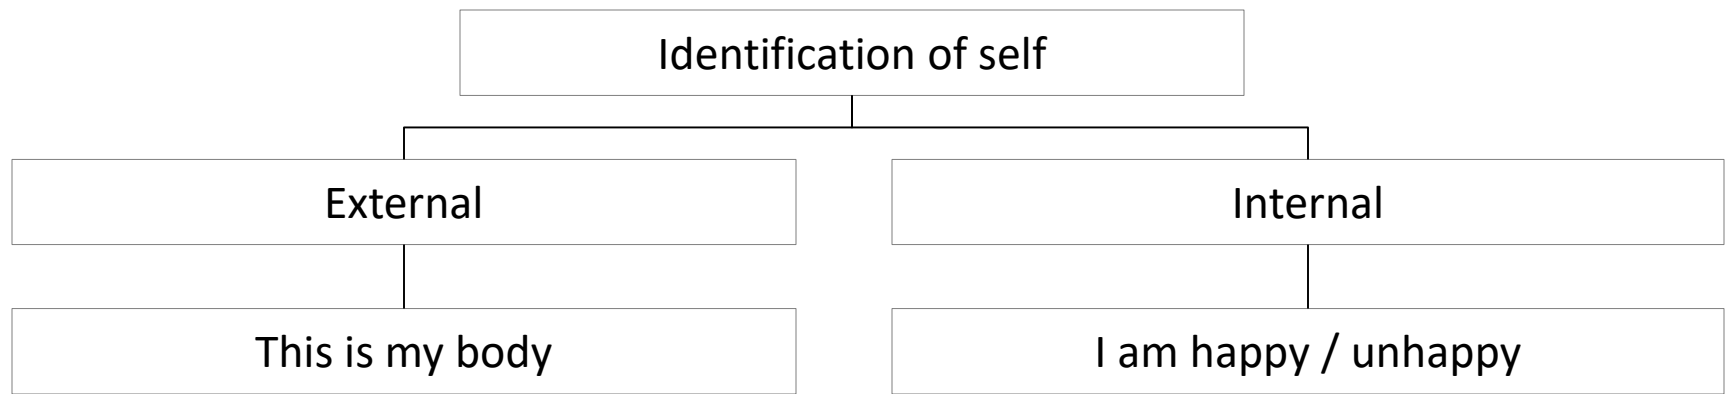 Identification of self
External
Internal
This is my body
I am happy / unhappy